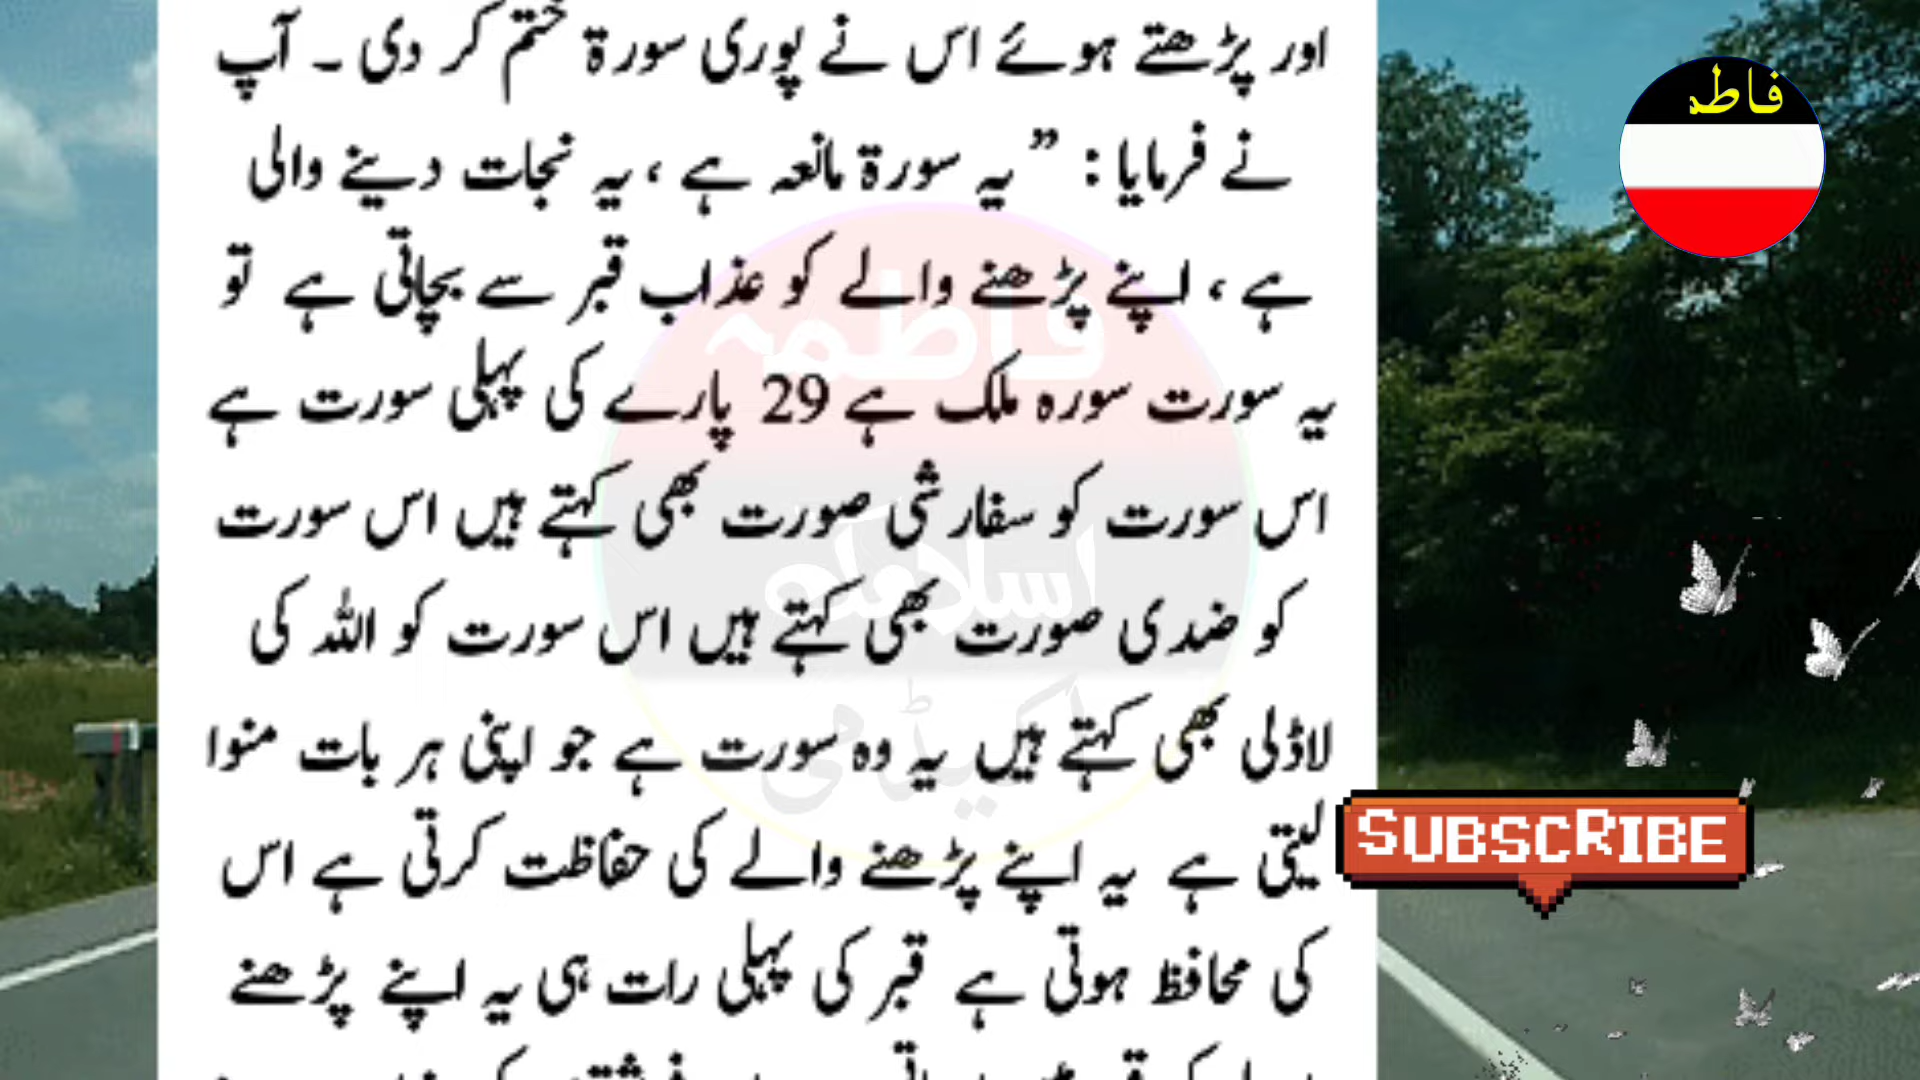 اور پڑھتے ہوئے اس نے پوری سورۃ ختم کر دی ۔ آپ
نے فرمایا : ” یہ سورۃ مانعہ ہے ، یہ نجات دینے والی
ہے ، اپنے پڑھنے والے کو عذاب قبر سے بچاتی ہے تو
یہ سورت سورہ ملک ہے 29 پارے کی پہلی سورت ہے
اس سورت کو سفارشی صورت بھی کہتے ہیں اس سورت
کو ضدی صورت بھی کہتے ہیں اس سورت کو اللہ کی
لاڈلی بھی کہتے ہیں یہ وہ سورت ہے جو اپنی ہر بات منوا
لیتی ہے یہ اپنے پڑھنے والے کی حفاظت کرتی ہے اس
کی محافظ ہوتی ہے قبر کی پہلی رات ہی یہ اپنے پڑھنے
فاطمہ
اسلامک
اکیڈمی
فاطم
SUBSCRIBE